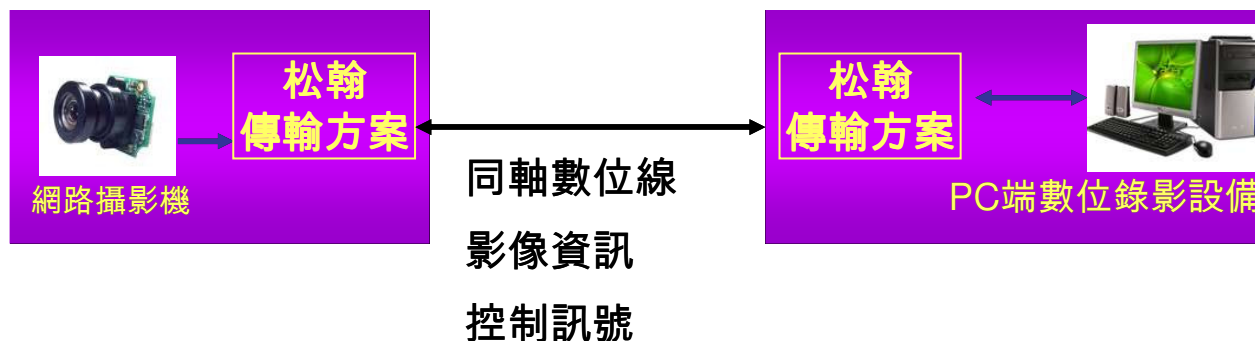 松翰
傳輸方案
網路攝影機
同軸數位線
影像資訊
控制訊號
松翰
傳輸方案
PC端數位錄影設備